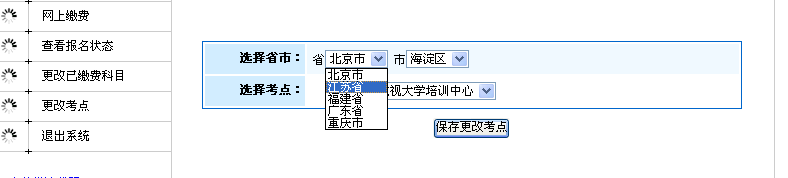 网上缴费
查看报名状态
更改已缴费科目
更改考点
退出系统
选择省市： 省 北京市 市 海淀区
北京市
江苏省
福建省
广东省
重庆市
选择考点： 视大学培训中心
保存更改考点